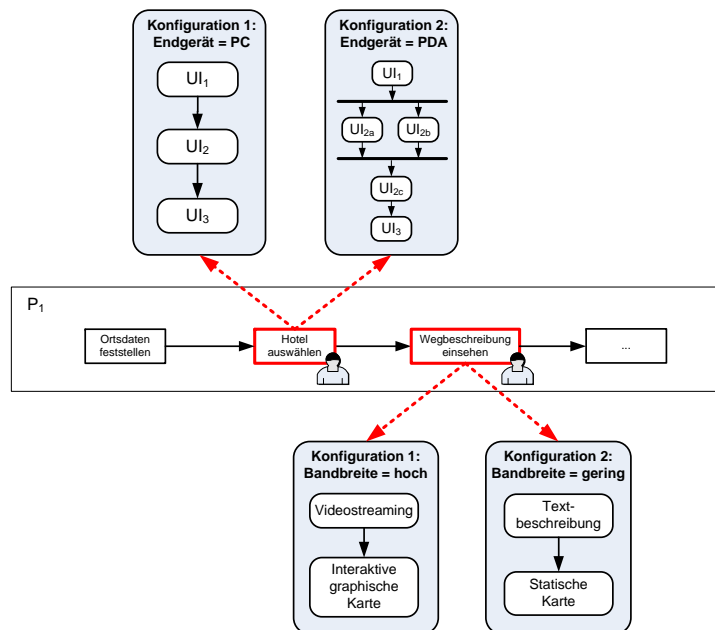 Konfiguration 1:
Endgerät = PC
UI1
UI2
UI3
Konfiguration 2:
Endgerät = PDA
UI1
UI2a
UI2b
UI2c
UI3
P1
Ortsdaten
feststellen
Hotel
auswählen
Wegbeschreibung
einsehen
...
Konfiguration 1:
Bandbreite = hoch
Videostreaming
Interaktive
graphische
Karte
Konfiguration 2:
Bandbreite = gering
Text-
beschreibung
Statische
Karte